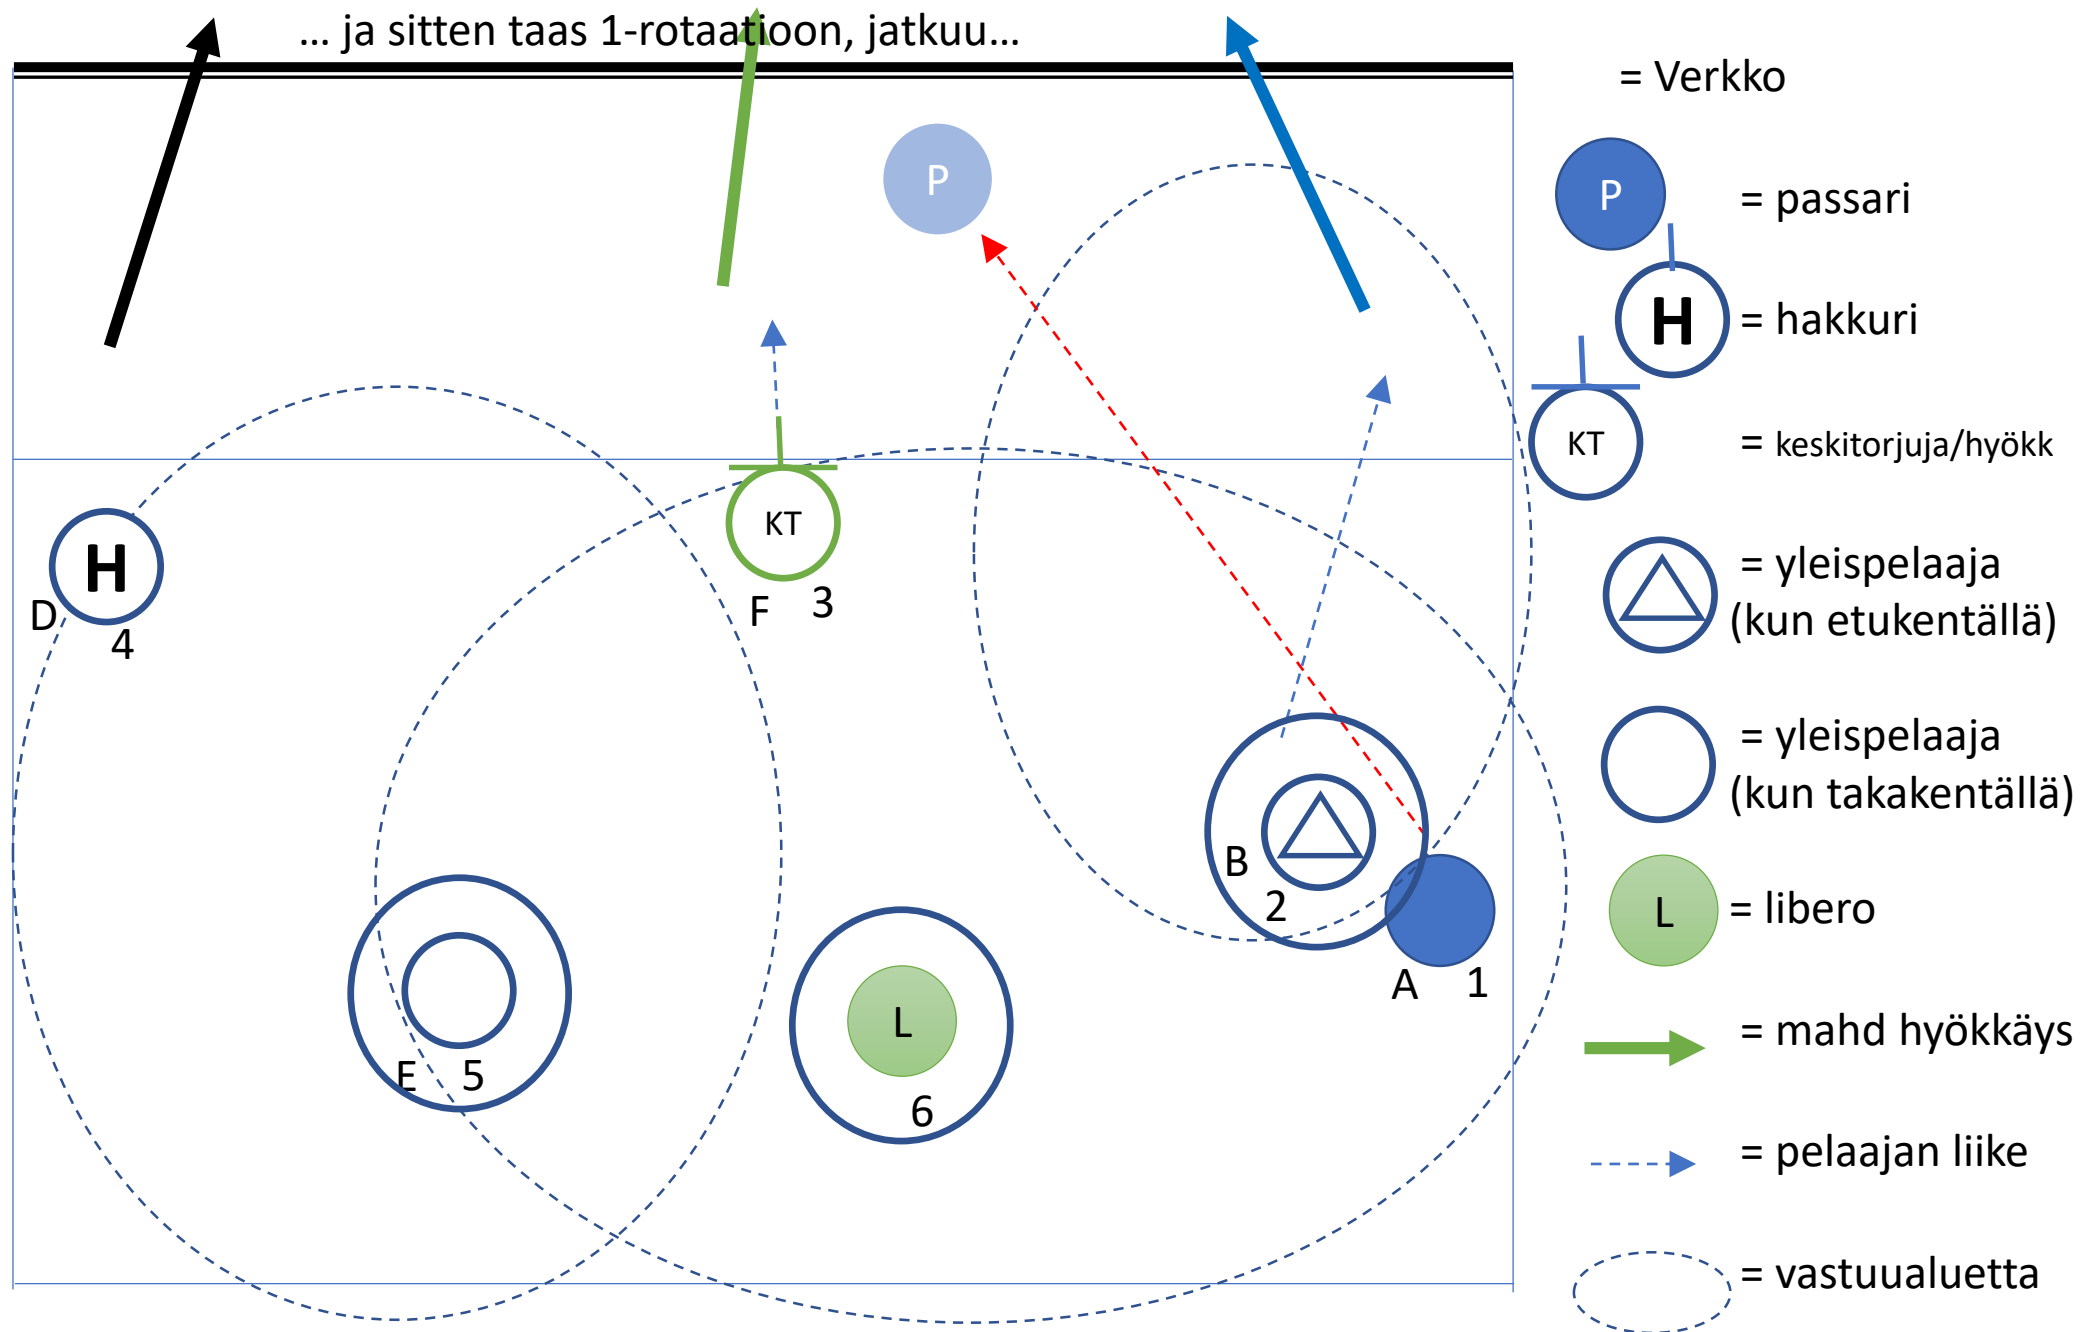 … ja sitten taas 1-rotaatioon, jatkuu…
= Verkko
P
P
= passari
H
= hakkuri
KT
= keskitorjuja/hyökk
KT
F 3
H
D
4
= yleispelaaja
(kun etukentällä)
= yleispelaaja
(kun takakentällä)
B
2
A 1
L
= libero
E 5
L
6
= mahd hyökkäys
= pelaajan liike
= vastuualuetta